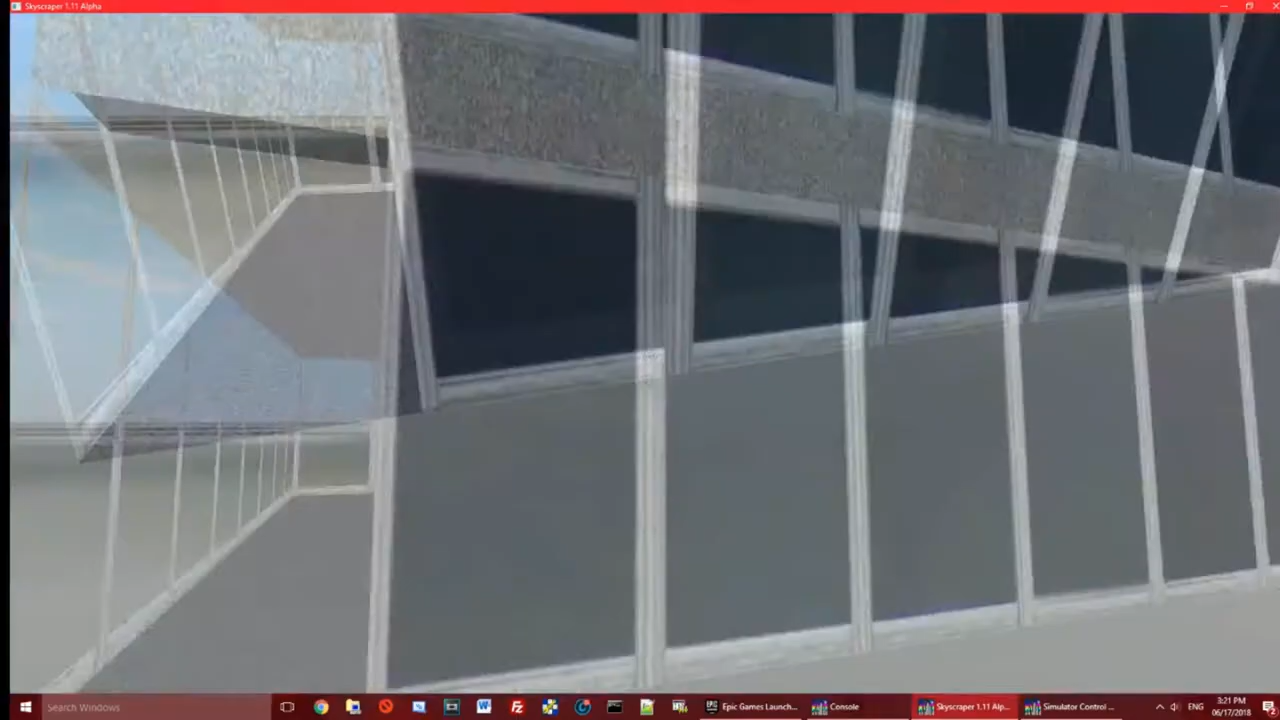 Skyscraper 1.11 Alpha
Search Windows
Epic Games Launch...
Console
Skyscraper 1.11 Alp...
Simulator Control ...
ENG
3:21 PM
06/17/2018